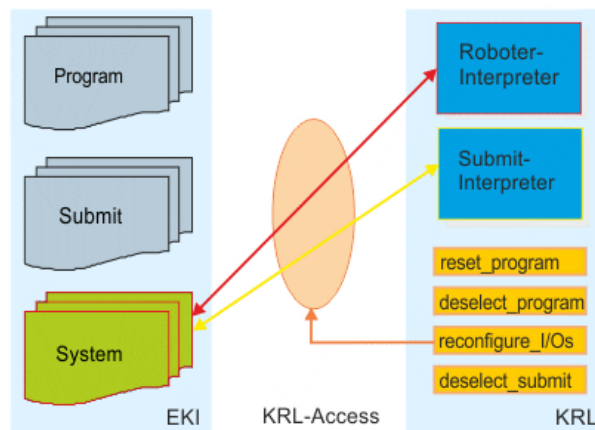 Program
Submit
System
EKI
KRL-Access
Roboter-
Interpreter
Submit-
Interpreter
reset_program
deselect_program
reconfigure_I/Os
deselect_submit
KRL